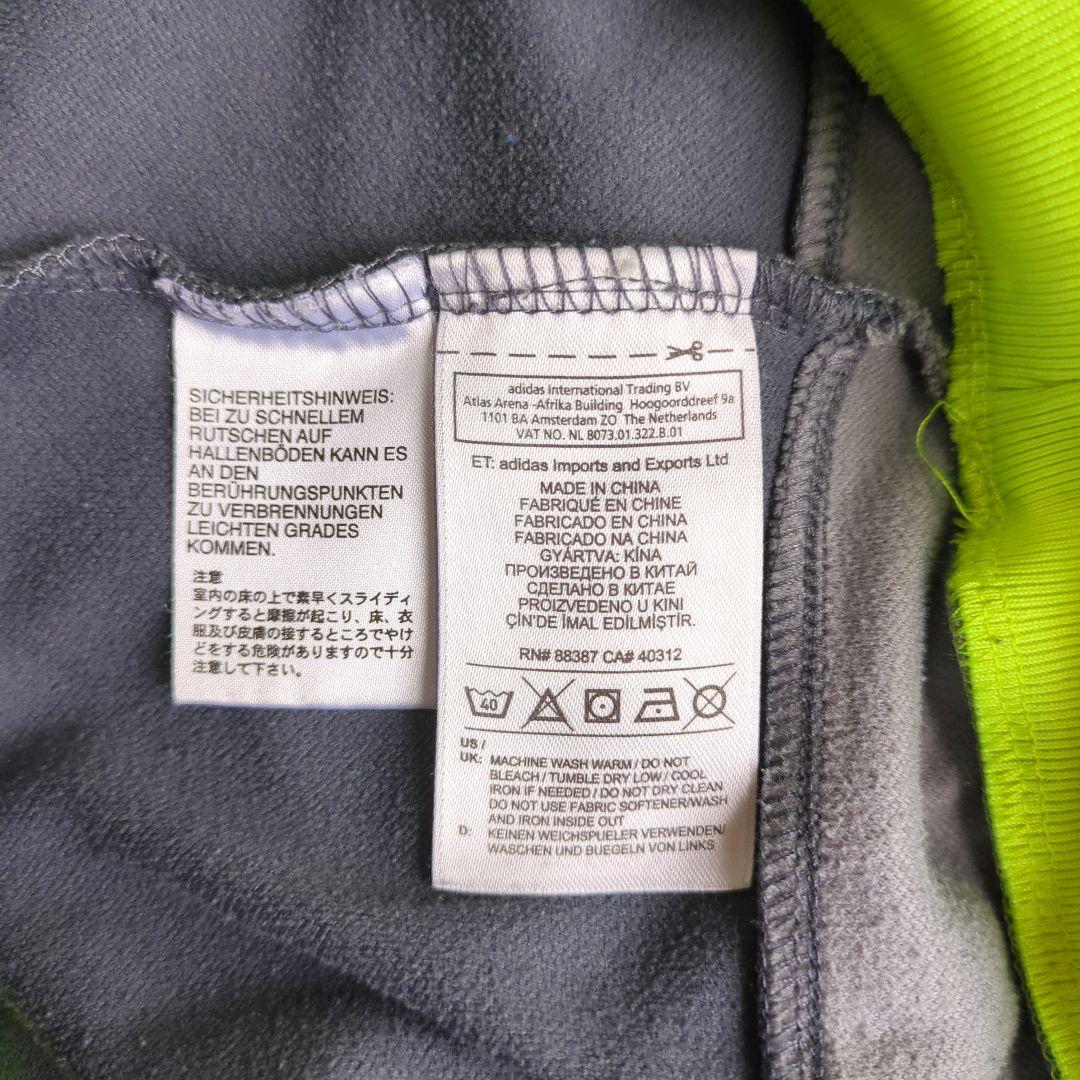 SICHERHEITSHINWEIS:
BEI ZU SCHNELLEM
RUTSCHEN AUF
HALLENBÖDEN KANN ES
AN DEN
BERÜHRUNGSPUNKTEN
ZU VERBRENNUNGEN
LEICHTEN GRADES
KOMMEN.
注意
室内の床の上で素早くスライディ
ングすると摩擦が起こり、床、衣
服及び皮膚の接するところでやけ
どをする危険がありますので十分
注意して下さい。
adidas International Trading BV
Atlas Arena -Afrika Building Hoogoorddreef 9a
1101 BA Amsterdam ZO The Netherlands
VAT NO. NL 8073.01.322.B.01
ET: adidas Imports and Exports Ltd
MADE IN CHINA
FABRIQUÉ EN CHINE
FABRICADO EN CHINA
FABRICADO NA CHINA
GYÁRTVA: KÍNA
ПРОИЗВЕДЕНО В КИТАЙ
СДЕЛАНО В КИТАЕ
PROIZVEDENO U KINI
ÇİN'DE İMAL EDİLMİŞTİR.
RN# 88387 CA# 40312
40
US /
UK: MACHINE WASH WARM / DO NOT
BLEACH / TUMBLE DRY LOW / COOL
IRON IF NEEDED / DO NOT DRY CLEAN
DO NOT USE FABRIC SOFTENER/WASH
AND IRON INSIDE OUT
D: KEINEN WEICHSPUELER VERWENDEN/
WASCHEN UND BUEGELN VON LINKS